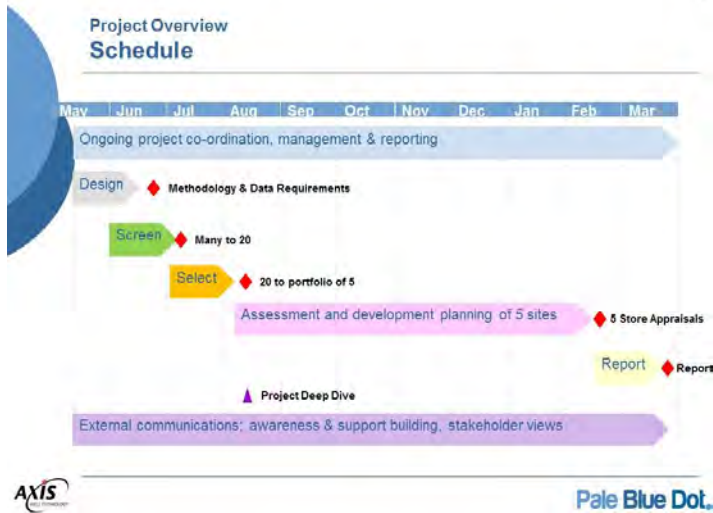 Project Overview
Schedule
May Jun Jul Aug Sep Oct Nov Dec Jan Feb Mar
Ongoing project co-ordination, management & reporting
Design
Methodology & Data Requirements
Screen
Many to 20
Select
20 to portfolio of 5
Assessment and development planning of 5 sites
5 Store Appraisals
Report
Report
Project Deep Dive
External communications; awareness & support building, stakeholder views
AXIS
Pale Blue Dot.